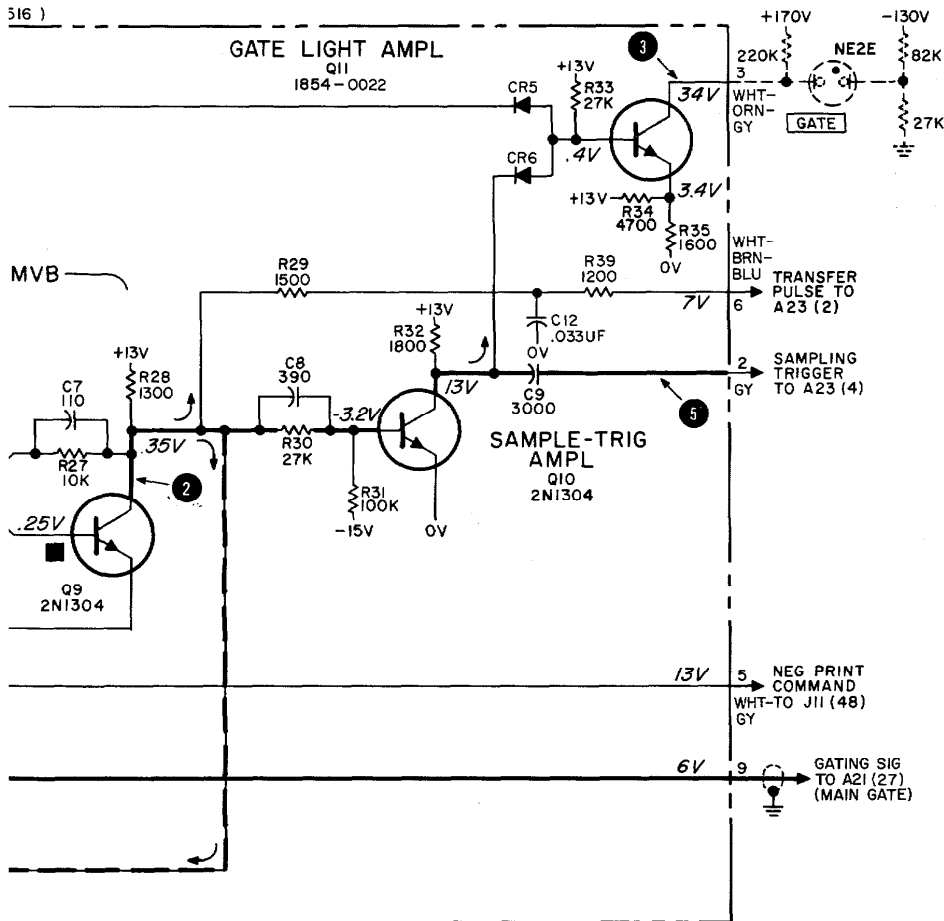 516 )
GATE LIGHT AMPL
Q11
1854-0022
+170V
-130V
220K
NE2E
82K
27K
GATE
3
3
34V
WHT-
ORN-
GY
+13V
R33
27K
CR5
CR6
.4V
3.4V
+13V
R34
4700
R35
1600
0V
WHT-
BRN-
BLU
MVB
R29
1500
R39
1200
7V
6
TRANSFER
PULSE TO
A23 (2)
C12
.033UF
0V
+13V
R32
1800
+13V
R28
1300
C7
110
R27
10K
C8
390
R30
27K
-3.2V
13V
C9
3000
2
GY
SAMPLING
TRIGGER
TO A23 (4)
5
.35V
2
SAMPLE-TRIG
AMPL
Q10
2N1304
R31
100K
-15V
0V
.25V
Q9
2N1304
13V
5
WHT-
GY
NEG PRINT
COMMAND
TO J11 (48)
6V
9
GATING SIG
TO A21 (27)
(MAIN GATE)